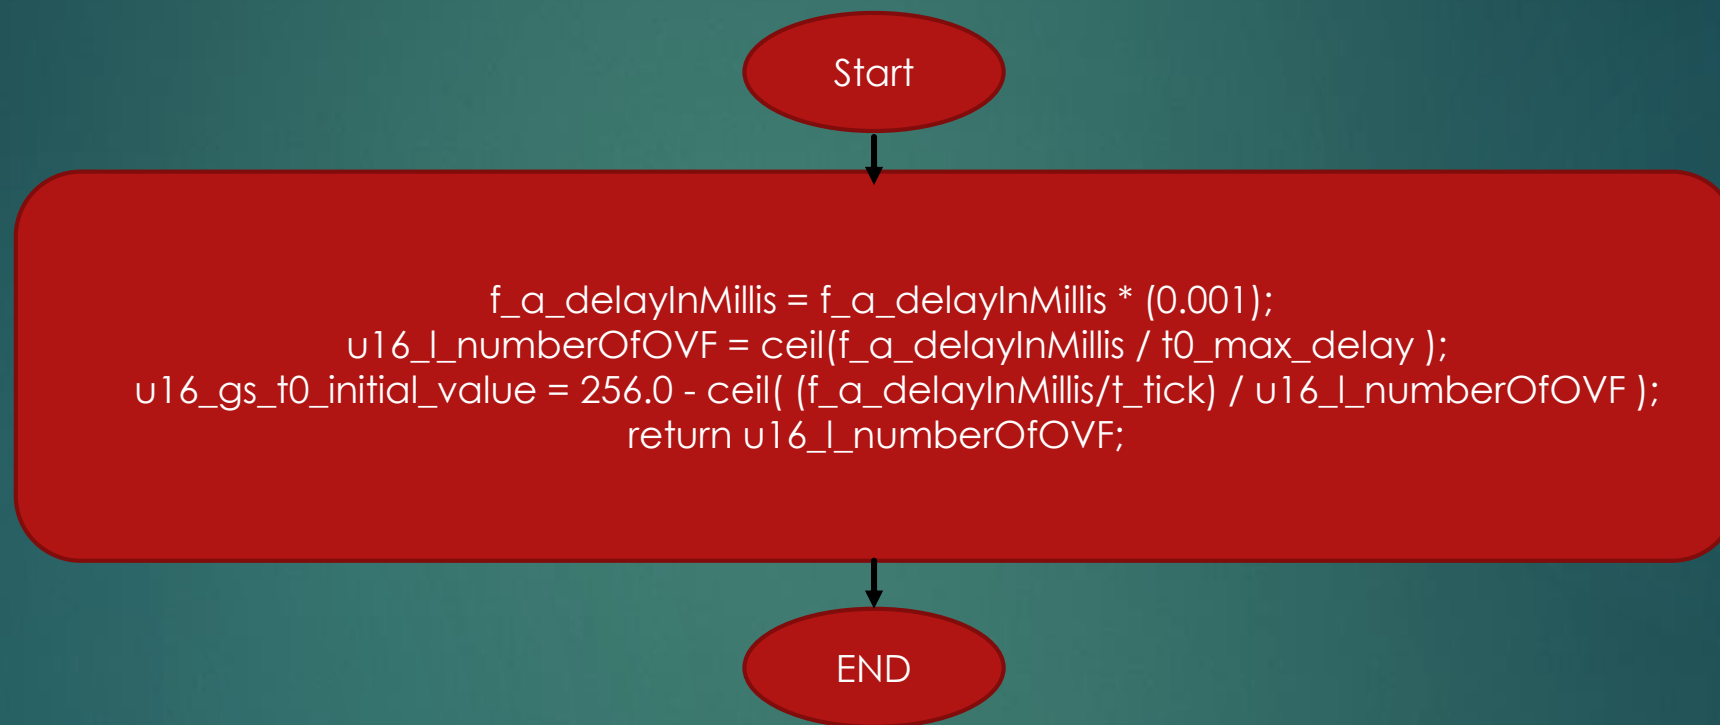 Start
f_a_delayInMillis = f_a_delayInMillis * (0.001);
u16_l_numberOfOVF = ceil(f_a_delayInMillis / t0_max_delay );
u16_gs_t0_initial_value = 256.0 - ceil( (f_a_delayInMillis/t_tick) / u16_l_numberOfOVF );
return u16_l_numberOfOVF;
END